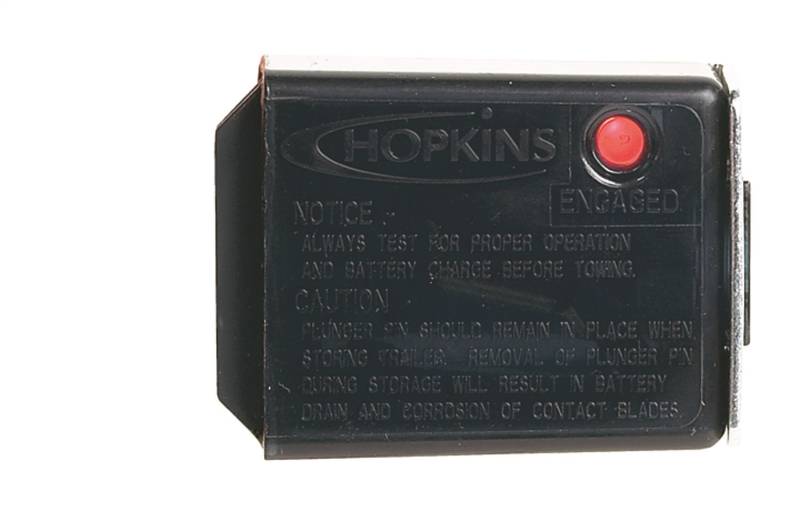 HOPKINS
ENGAGED
NOTICE
ALWAYS TEST FOR PROPER OPERATION
AND BATTERY CHARGE BEFORE TOWING.
CAUTION
PLUNGER PIN SHOULD REMAIN IN PLACE WHEN
STORING TRAILER. REMOVAL OF PLUNGER PIN
DURING STORAGE WILL RESULT IN BATTERY
DRAIN AND CORROSION OF CONTACT BLADES.